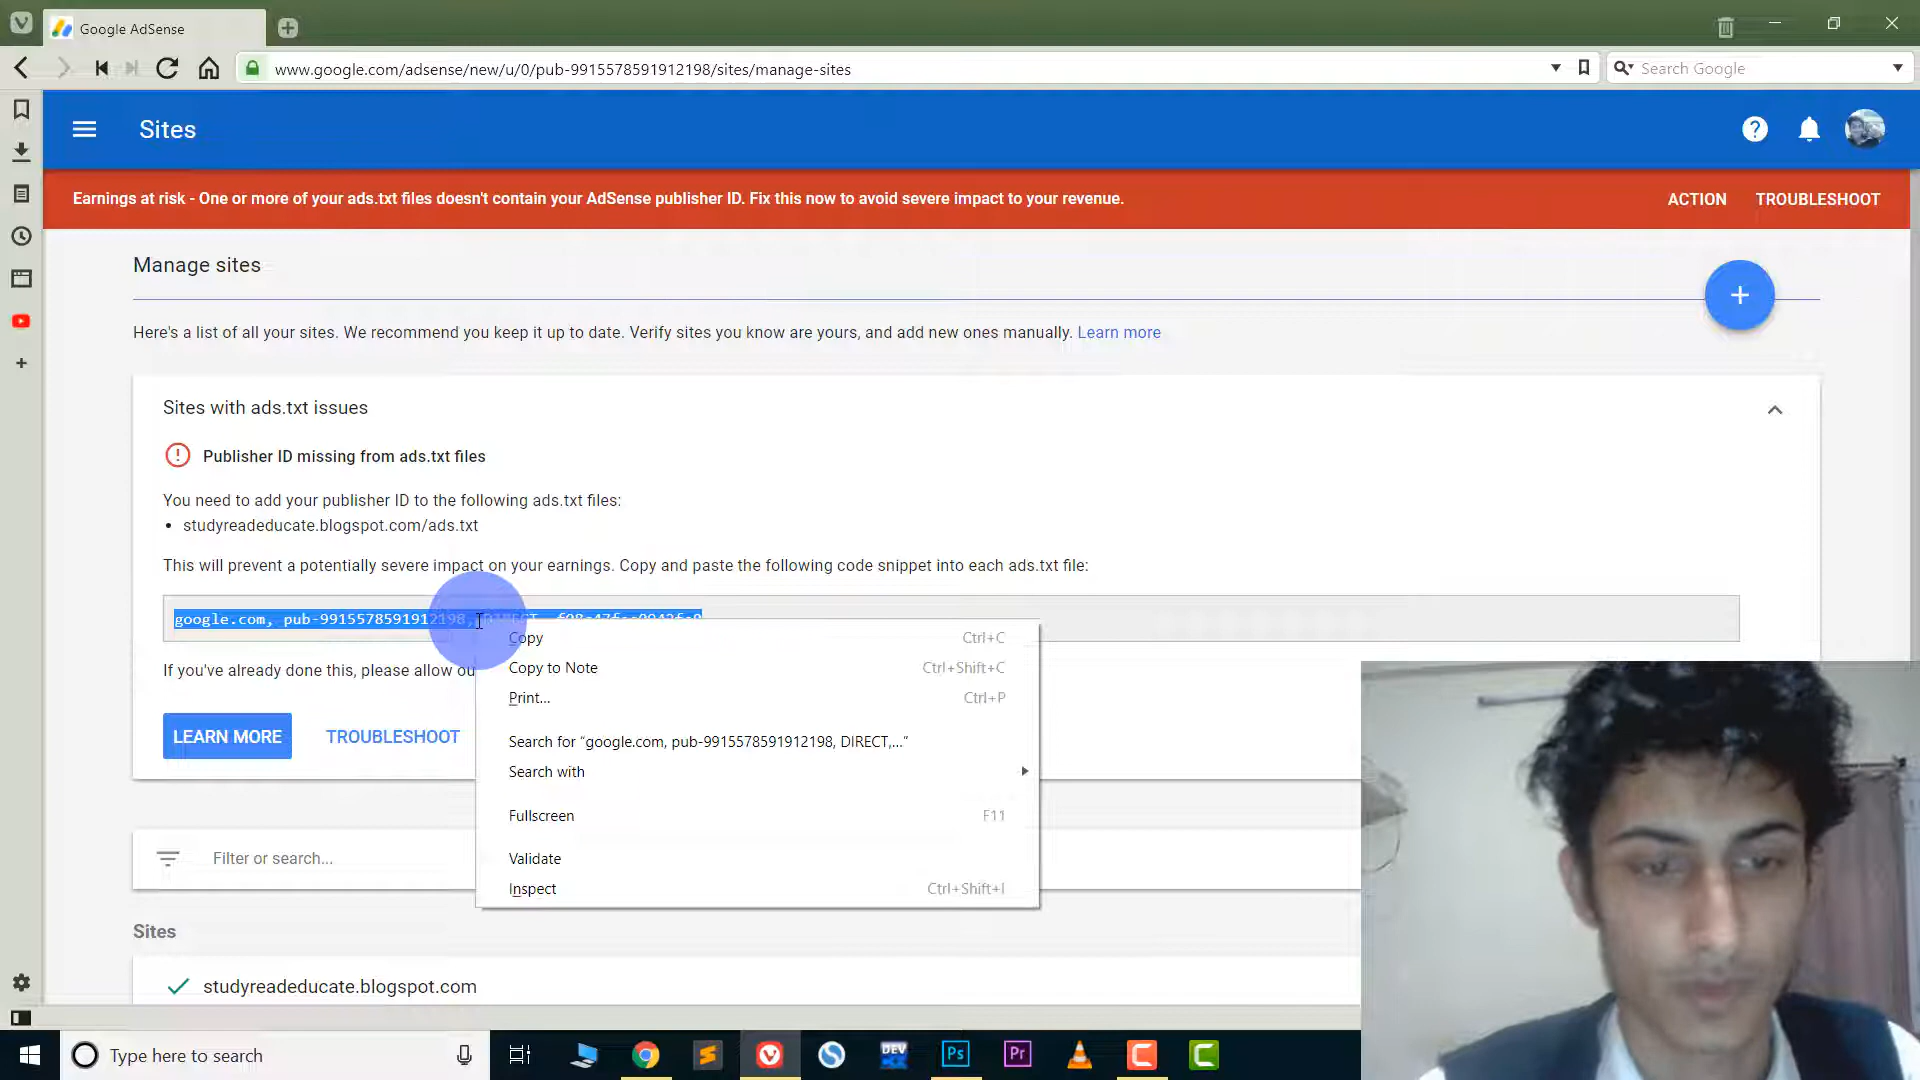 Google AdSense
www.google.com/adsense/new/u/0/pub-9915578591912198/sites/manage-sites
Search Google
Sites
Earnings at risk - One or more of your ads.txt files doesn't contain your AdSense publisher ID. Fix this now to avoid severe impact to your revenue.
ACTION
TROUBLESHOOT
Manage sites
Here's a list of all your sites. We recommend you keep it up to date. Verify sites you know are yours, and add new ones manually. Learn more
Sites with ads.txt issues
Publisher ID missing from ads.txt files
You need to add your publisher ID to the following ads.txt files:
• studyreadeducate.blogspot.com/ads.txt
This will prevent a potentially severe impact on your earnings. Copy and paste the following code snippet into each ads.txt file:
google.com, pub-9915578591912198, DIRECT,
Copy Ctrl+C
If you've already done this, please allow
Copy to Note Ctrl+Shift+C
Print... Ctrl+P
LEARN MORE
TROUBLESHOOT
Search for “google.com, pub-9915578591912198, DIRECT,...”
Search with
Fullscreen F11
Validate
Inspect Ctrl+Shift+I
Filter or search...
Sites
studyreadeducate.blogspot.com
Type here to search
DEV
Ps
Pr